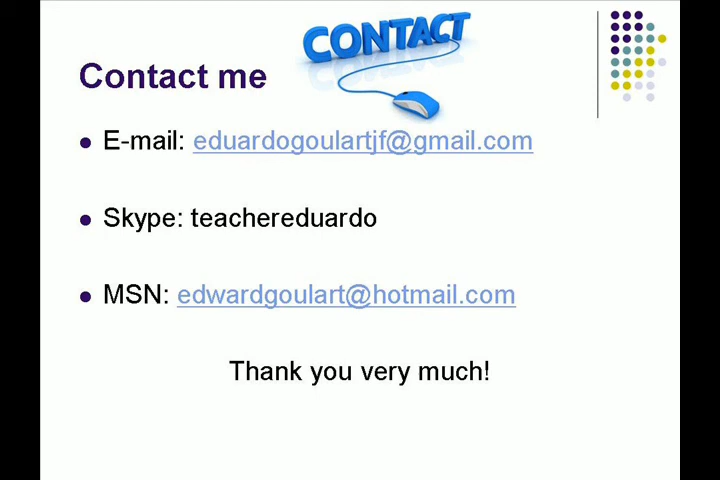 CONTACT
Contact me
E-mail: eduardogoulartjf@gmail.com
Skype: teachereduardo
MSN: edwardgoulart@hotmail.com
Thank you very much!